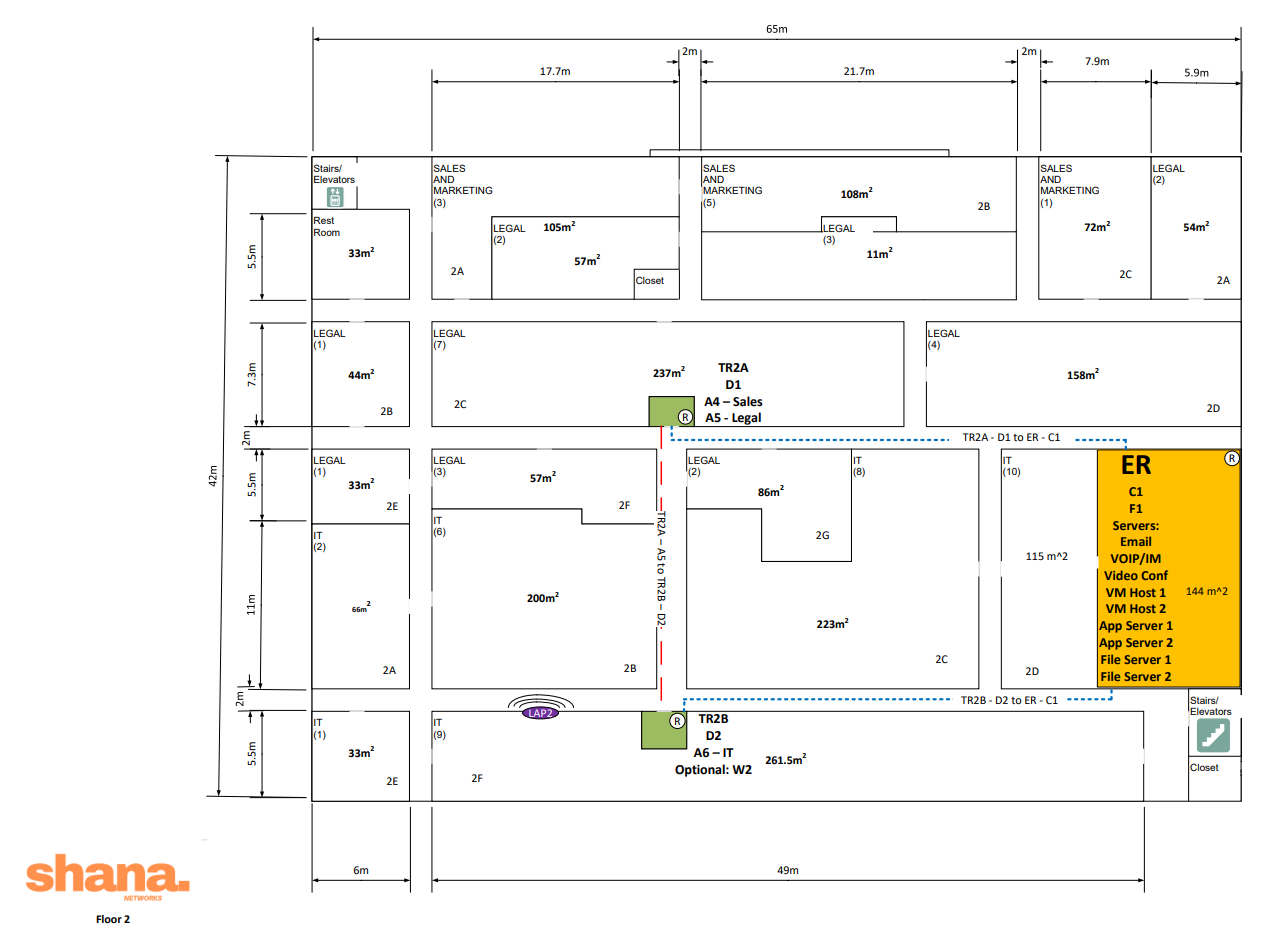 65m
2m
2m
17.7m
21.7m
7.9m
5.9m
Stairs/
Elevators
Rest
Room
33m²
SALES
AND
MARKETING
(3)
LEGAL
(2)
105m²
57m²
2A
Closet
SALES
AND
MARKETING
(5)
108m²
2B
LEGAL
(3)
11m²
SALES
AND
MARKETING
(1)
72m²
2C
LEGAL
(2)
54m²
2A
5.5m
7.3m
2m
5.5m
42m
11m
2m
5.5m
LEGAL
(1)
44m²
2B
LEGAL
(7)
237m²
2C
TR2A
D1
A4 – Sales
A5 - Legal
R
LEGAL
(4)
158m²
2D
TR2A - D1 to ER - C1
LEGAL
(1)
33m²
2E
LEGAL
(3)
57m²
2F
TR2A – A5 to TR2B – D2
LEGAL
(2)
86m²
2G
IT
(8)
IT
(10)
115 m^2
2D
ER
R
C1
F1
Servers:
Email
VOIP/IM
Video Conf
VM Host 1
VM Host 2
App Server 1
App Server 2
File Server 1
File Server 2
144 m^2
IT
(2)
66m²
2A
IT
(6)
200m²
2B
223m²
2C
TR2B - D2 to ER - C1
Stairs/
Elevators
Closet
LAP2
IT
(1)
33m²
2E
IT
(9)
2F
R
TR2B
D2
A6 – IT
Optional: W2
261.5m²
6m
49m
shana.
NETWORKS
Floor 2